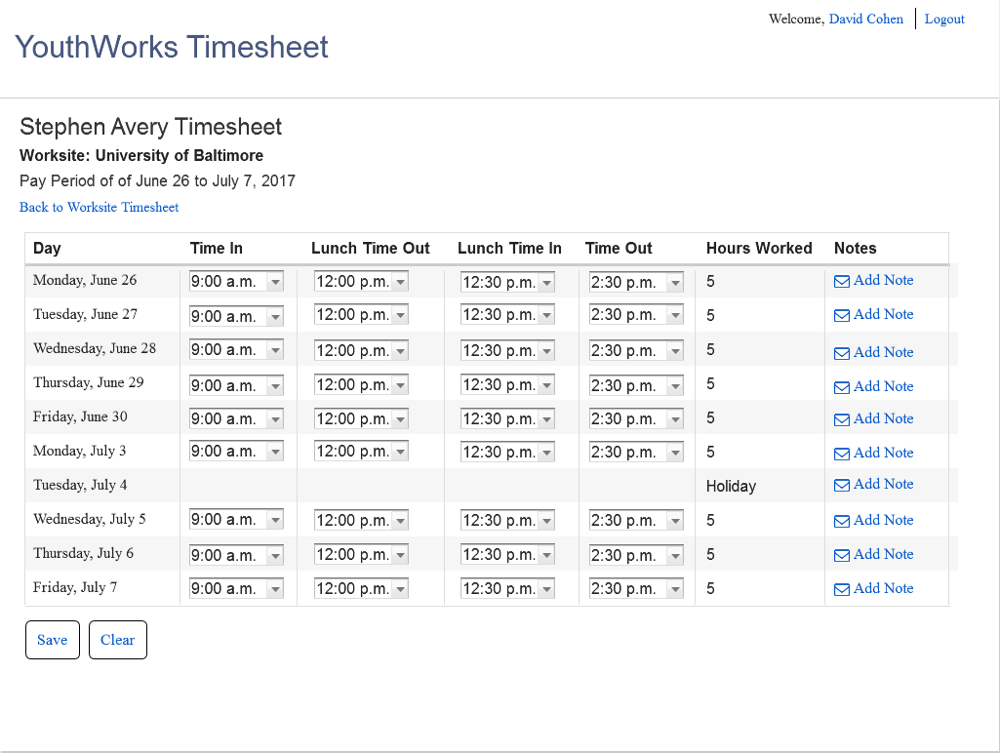 Welcome, David Cohen Logout
YouthWorks Timesheet
Stephen Avery Timesheet
Worksite: University of Baltimore
Pay Period of of June 26 to July 7, 2017
Back to Worksite Timesheet
Day Time In Lunch Time Out Lunch Time In Time Out Hours Worked Notes
Monday, June 26 9:00 a.m. 12:00 p.m. 12:30 p.m. 2:30 p.m. 5 Add Note
Tuesday, June 27 9:00 a.m. 12:00 p.m. 12:30 p.m. 2:30 p.m. 5 Add Note
Wednesday, June 28 9:00 a.m. 12:00 p.m. 12:30 p.m. 2:30 p.m. 5 Add Note
Thursday, June 29 9:00 a.m. 12:00 p.m. 12:30 p.m. 2:30 p.m. 5 Add Note
Friday, June 30 9:00 a.m. 12:00 p.m. 12:30 p.m. 2:30 p.m. 5 Add Note
Monday, July 3 9:00 a.m. 12:00 p.m. 12:30 p.m. 2:30 p.m. 5 Add Note
Tuesday, July 4 Holiday Add Note
Wednesday, July 5 9:00 a.m. 12:00 p.m. 12:30 p.m. 2:30 p.m. 5 Add Note
Thursday, July 6 9:00 a.m. 12:00 p.m. 12:30 p.m. 2:30 p.m. 5 Add Note
Friday, July 7 9:00 a.m. 12:00 p.m. 12:30 p.m. 2:30 p.m. 5 Add Note
Save Clear